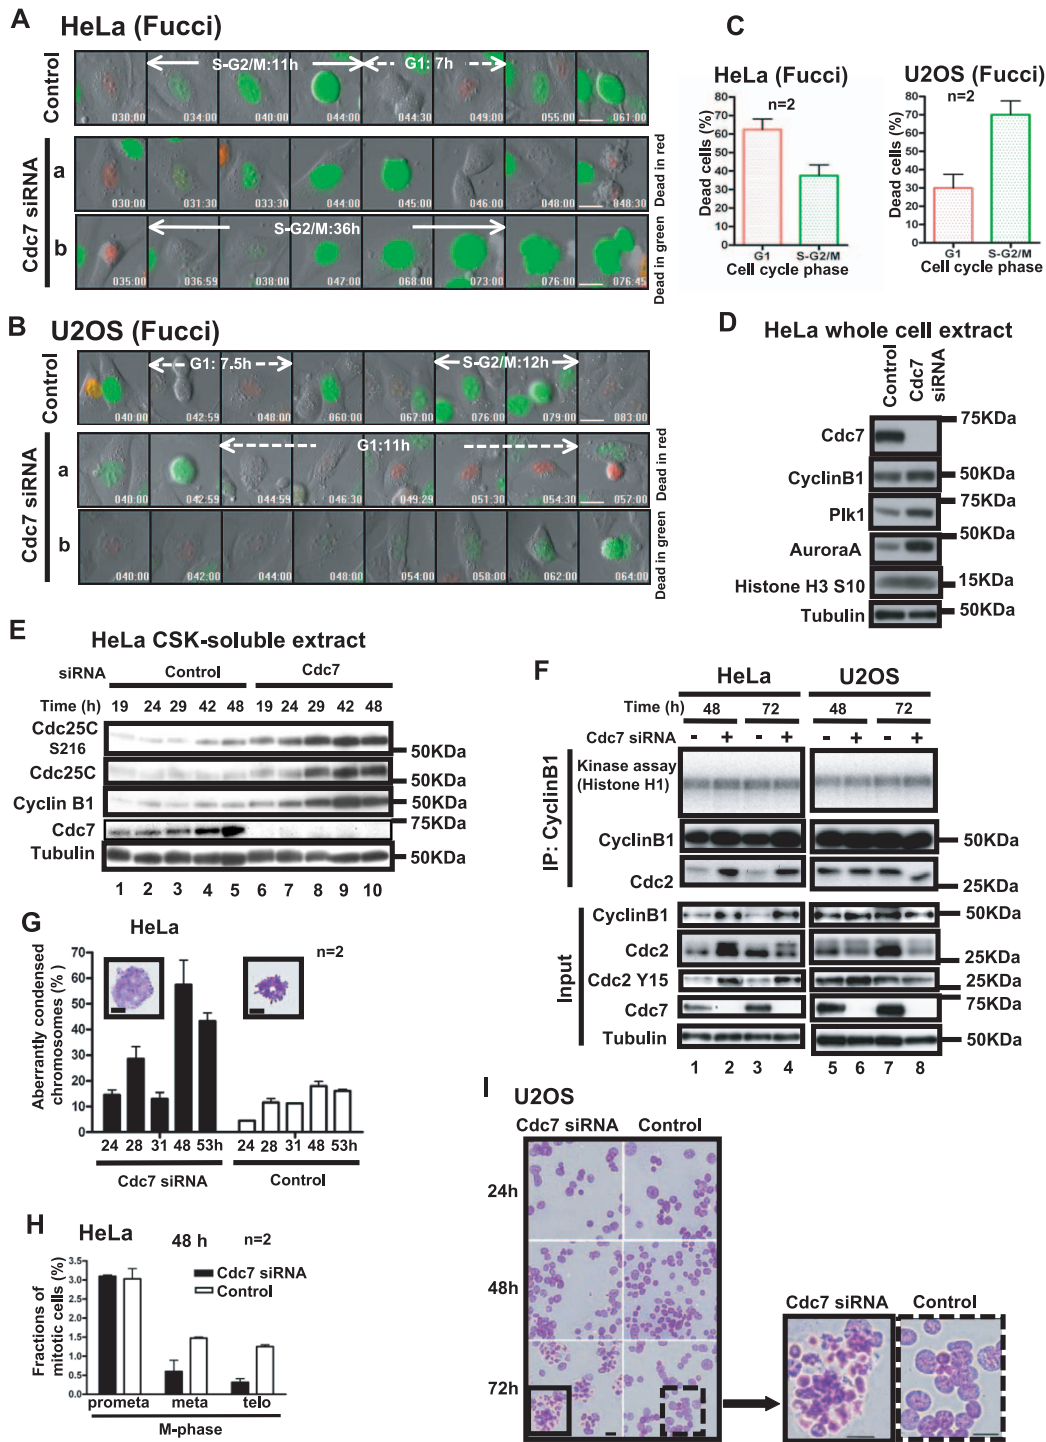 A HeLa (Fucci)
Control
S-G2/M:11h
G1: 7h
030:00 034:00 040:00 044:00 044:30 049:00 055:00 061:00
Cdc7 siRNA
a
030:00 031:30 033:30 044:00 045:00 046:00 048:00 048:30
Dead in red
b
S-G2/M:36h
035:00 036:59 038:00 047:00 068:00 073:00 076:00 076:45
Dead in green
B U2OS (Fucci)
Control
G1: 7.5h
S-G2/M:12h
040:00 042:59 048:00 060:00 067:00 076:00 079:00 083:00
Cdc7 siRNA
a
G1:11h
040:00 042:59 044:59 046:30 049:29 051:30 054:30 057:00
Dead in red
b
040:00 042:00 044:00 048:00 054:00 058:00 062:00 064:00
Dead in green
C
HeLa (Fucci)
n=2
Dead cells (%)
80
70
60
50
40
30
20
10
0
G1 S-G2/M
Cell cycle phase
U2OS (Fucci)
n=2
Dead cells (%)
80
70
60
50
40
30
20
10
0
G1 S-G2/M
Cell cycle phase
D HeLa whole cell extract
Control
Cdc7 siRNA
Cdc7 75KDa
CyclinB1 50KDa
Plk1 75KDa
AuroraA 50KDa
Histone H3 S10 15KDa
Tubulin 50KDa
E HeLa CSK-soluble extract
siRNA Control Cdc7
Time (h) 19 24 29 42 48 19 24 29 42 48
Cdc25C S216 50KDa
Cdc25C 50KDa
Cyclin B1 50KDa
Cdc7 75KDa
Tubulin 50KDa
1 2 3 4 5 6 7 8 9 10
F
HeLa U2OS
Time (h) 48 72 48 72
Cdc7 siRNA - + - + - + - +
IP: CyclinB1
Kinase assay
(Histone H1)
CyclinB1 50KDa
Cdc2 25KDa
Input
CyclinB1 50KDa
Cdc2 25KDa
Cdc2 Y15 25KDa
Cdc7 75KDa
Tubulin 50KDa
1 2 3 4 5 6 7 8
G HeLa
n=2
Aberrantly condensed
chromosomes (% )
70
60
50
40
30
20
10
0
24 28 31 48 53h 24 28 31 48 53h
Cdc7 siRNA Control
H HeLa 48 h n=2
Cdc7 siRNA
Control
Fractions of
mitotic cells (%)
3.5
3.0
2.5
2.0
1.5
1.0
0.5
0.0
prometa meta telo
M-phase
I U2OS
Cdc7 siRNA Control
24h
48h
72h
Cdc7 siRNA Control